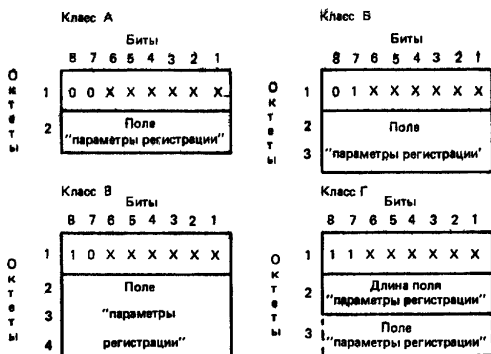 Класс А
Биты
8 7 6 5 4 3 2 1
Октеты
1 0 0 X X X X X X
2 Поле
"параметры регистрации"
Класс Б
Биты
8 7 6 5 4 3 2 1
Октеты
1 0 1 X X X X X X
2 Поле
3 "параметры регистрации"
Класс В
Биты
8 7 6 5 4 3 2 1
Октеты
1 1 0 X X X X X X
2 Поле
3 "параметры
4 регистрации"
Класс Г
Биты
8 7 6 5 4 3 2 1
Октеты
1 1 1 X X X X X X
2 Длина поля
"параметры регистрации"
3 Поле
"параметры регистрации"